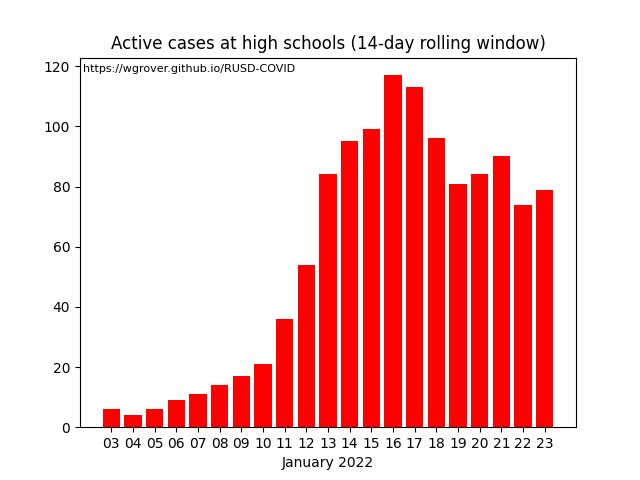 Active cases at high schools (14-day rolling window)
https://wgrover.github.io/RUSD-COVID
120
100
80
60
40
20
0
03 04 05 06 07 08 09 10 11 12 13 14 15 16 17 18 19 20 21 22 23
January 2022